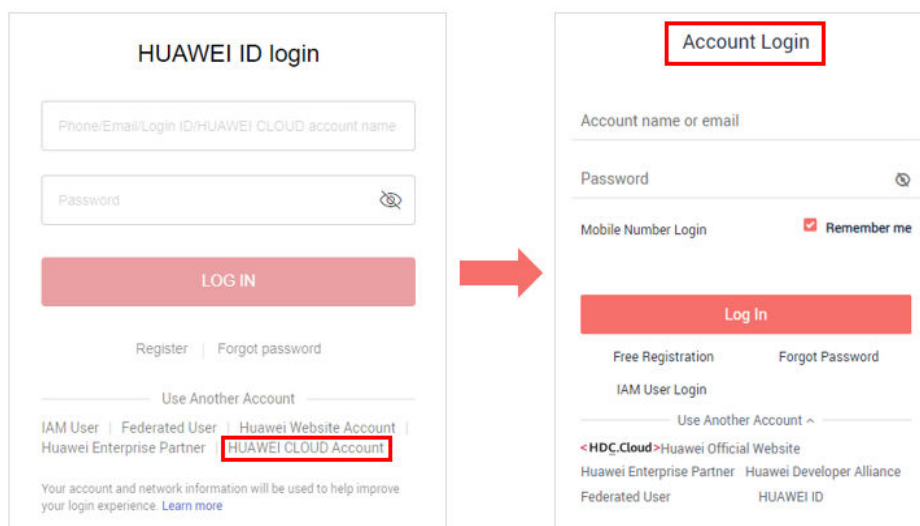 HUAWEI ID login
Phone/Email/Login ID/HUAWEI CLOUD account name
Password
LOG IN
Register | Forgot password
Use Another Account
IAM User | Federated User | Huawei Website Account |
Huawei Enterprise Partner | HUAWEI CLOUD Account
Your account and network information will be used to help improve
your login experience. Learn more
Account Login
Account name or email
Password
Mobile Number Login Remember me
Log In
Free Registration Forgot Password
IAM User Login
Use Another Account
<HDC.Cloud>Huawei Official Website
Huawei Enterprise Partner Huawei Developer Alliance
Federated User HUAWEI ID